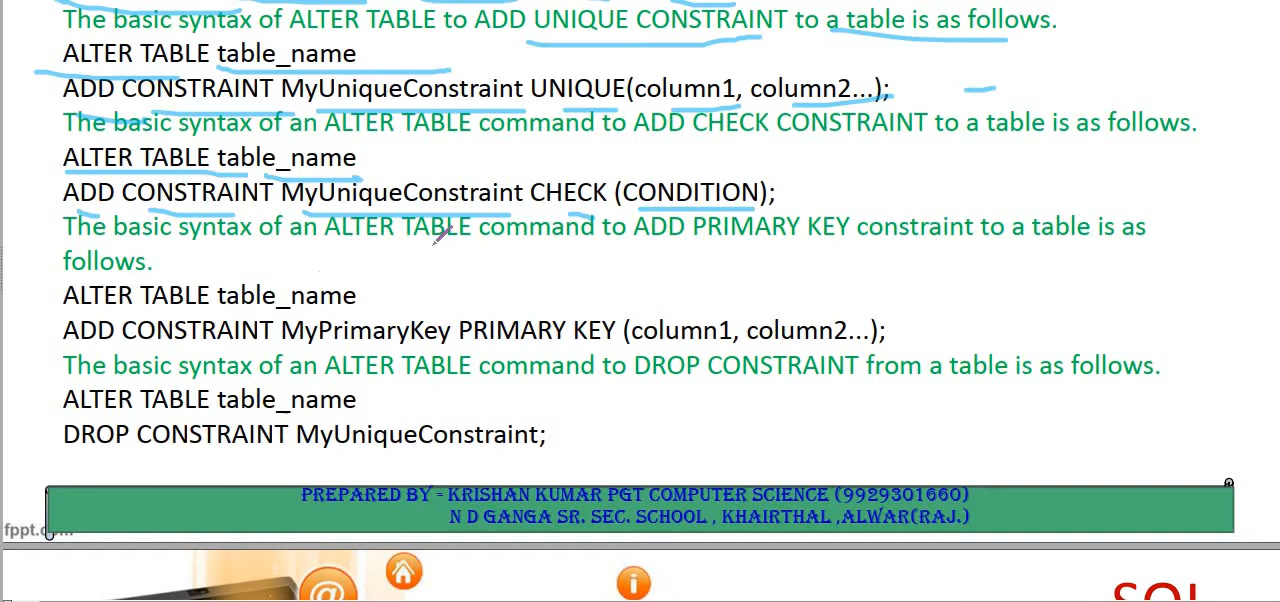 The basic syntax of ALTER TABLE to ADD UNIQUE CONSTRAINT to a table is as follows.
ALTER TABLE table_name
ADD CONSTRAINT MyUniqueConstraint UNIQUE(column1, column2...);
The basic syntax of an ALTER TABLE command to ADD CHECK CONSTRAINT to a table is as follows.
ALTER TABLE table_name
ADD CONSTRAINT MyUniqueConstraint CHECK (CONDITION);
The basic syntax of an ALTER TABLE command to ADD PRIMARY KEY constraint to a table is as
follows.
ALTER TABLE table_name
ADD CONSTRAINT MyPrimaryKey PRIMARY KEY (column1, column2...);
The basic syntax of an ALTER TABLE command to DROP CONSTRAINT from a table is as follows.
ALTER TABLE table_name
DROP CONSTRAINT MyUniqueConstraint;
PREPARED BY - KRISHAN KUMAR PGT COMPUTER SCIENCE (9929301660)
N D GANGA SR. SEC. SCHOOL , KHAIRTHAL ,ALWAR(RAJ.)
fppt.com
SQL